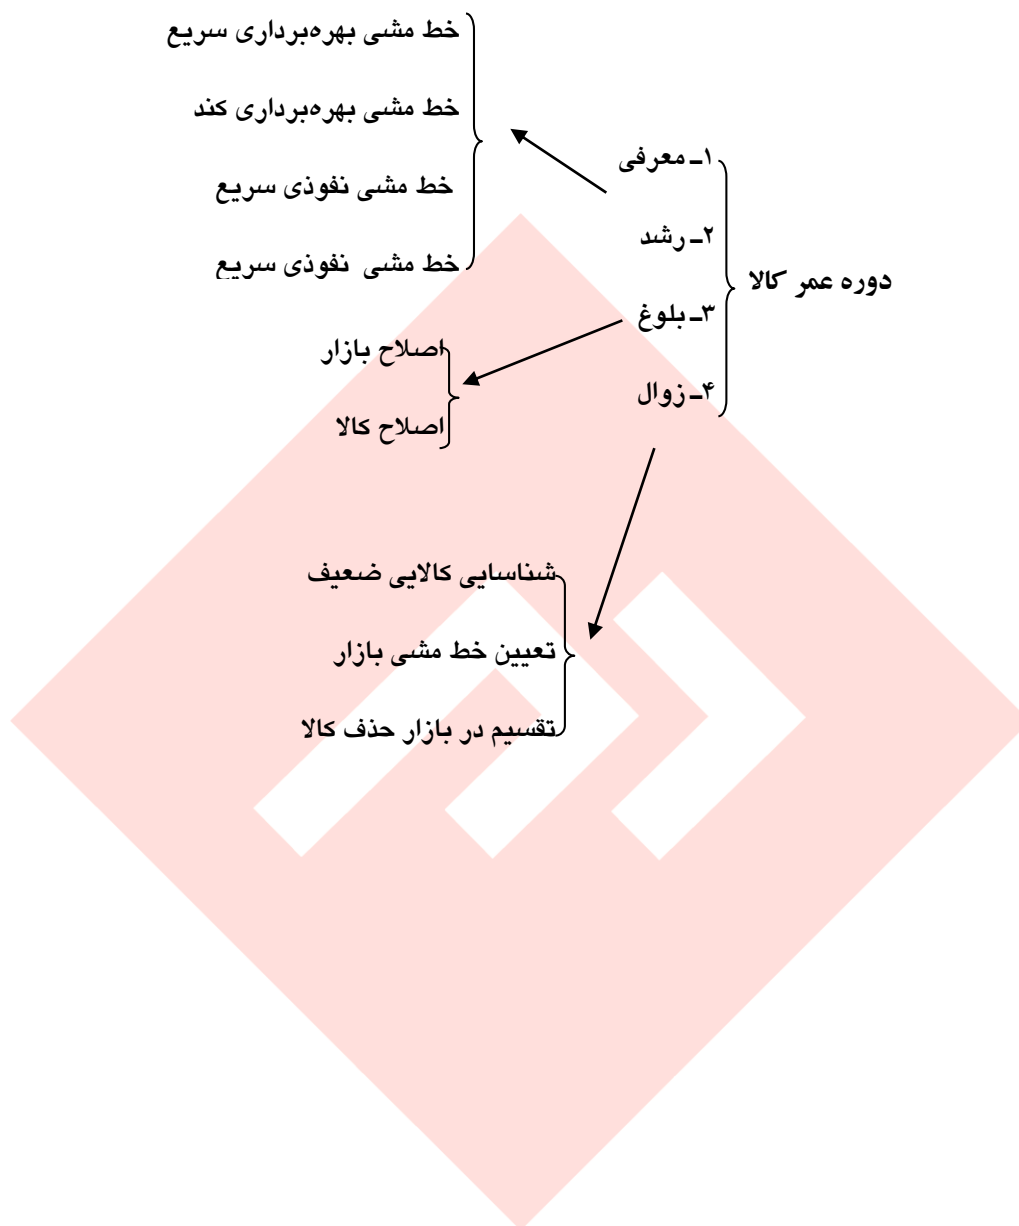 دوره عمر کالا
۱ـ معرفی
۲ـ رشد
۳ـ بلوغ
۴ـ زوال
خط مشی بهره‌برداری سریع
خط مشی بهره‌برداری کند
خط مشی نفوذی سریع
خط مشی نفوذی سریع
اصلاح بازار
اصلاح کالا
شناسایی کالایی ضعیف
تعیین خط مشی بازار
تقسیم در بازار حذف کالا